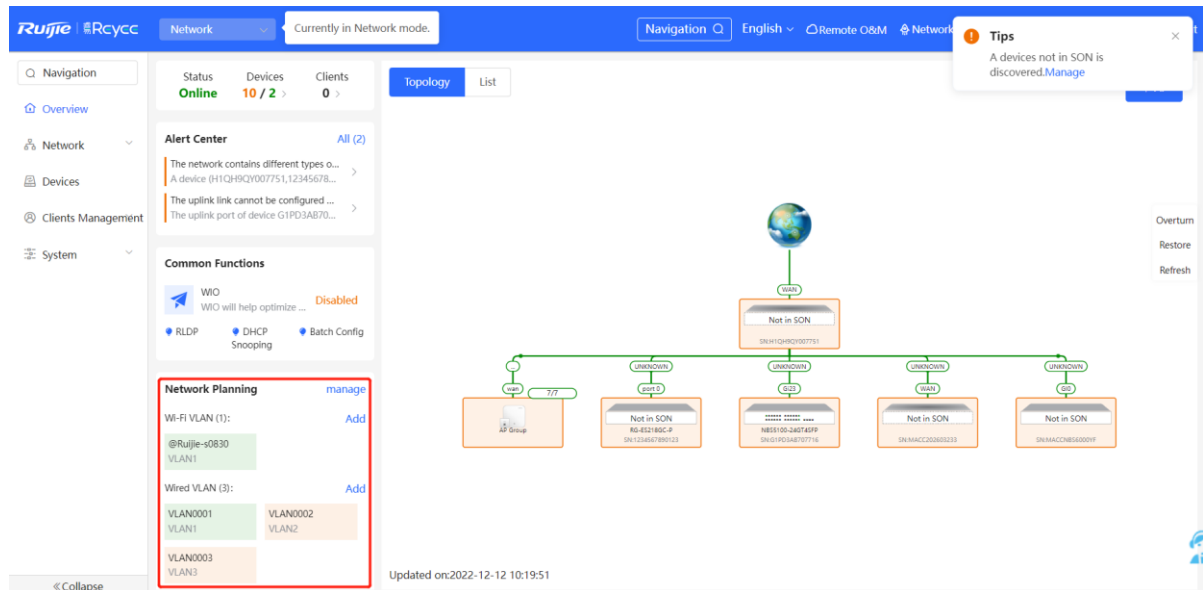 Ruijie Rcycc
Network
Currently in Network mode.
Navigation
English
Remote O&M
Network
Tips
A devices not in SON is
discovered.Manage
Navigation
Overview
Network
Devices
Clients Management
System
Collapse
Status Devices Clients
Online 10 / 2 > 0 >
Alert Center All (2)
The network contains different types o...
A device (H1QH9QY007751,12345678...
The uplink link cannot be configured ...
The uplink port of device G1PD3AB70...
Common Functions
WIO
WIO will help optimize ...
Disabled
RLDP DHCP Snooping Batch Config
Network Planning manage
Wi-Fi VLAN (1): Add
@Ruijie-s0830
VLAN1
Wired VLAN (3): Add
VLAN0001 VLAN0002
VLAN1 VLAN2
VLAN0003
VLAN3
Topology List
Overturn
Restore
Refresh
WAN
Not in SON
SN:H1QH9QY007751
... UNKNOWN UNKNOWN UNKNOWN UNKNOWN
wan 7/7 port 0 Gi23 WAN GI0
AP Group
Not in SON
RG-ES218GC-P
SN:1234567890123
NBS5100-24GT4SFP
SN:G1PD3AB707716
Not in SON
SN:MACC202603233
Not in SON
SN:MACCNBS6000YF
Updated on:2022-12-12 10:19:51